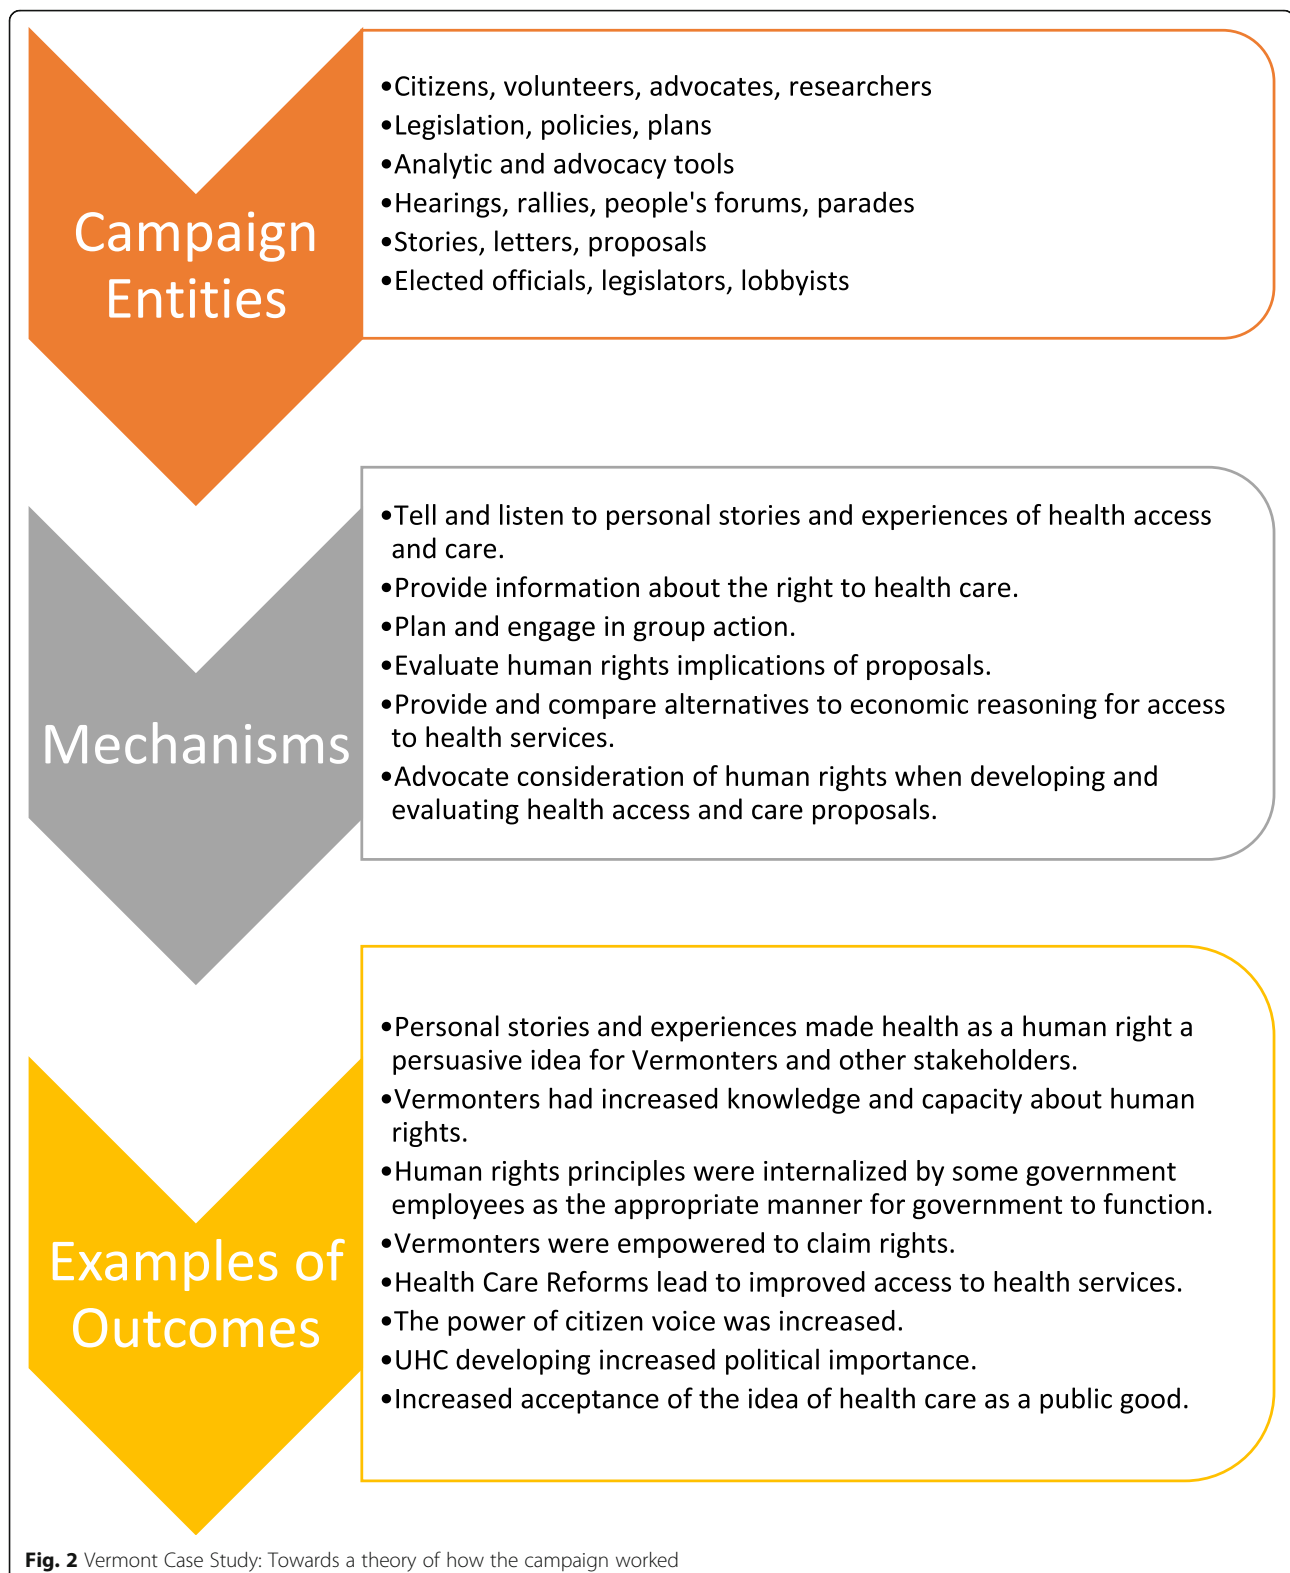 Campaign
Entities
•Citizens, volunteers, advocates, researchers
•Legislation, policies, plans
•Analytic and advocacy tools
•Hearings, rallies, people's forums, parades
•Stories, letters, proposals
•Elected officials, legislators, lobbyists
Mechanisms
•Tell and listen to personal stories and experiences of health access
and care.
•Provide information about the right to health care.
•Plan and engage in group action.
•Evaluate human rights implications of proposals.
•Provide and compare alternatives to economic reasoning for access
to health services.
•Advocate consideration of human rights when developing and
evaluating health access and care proposals.
Examples of
Outcomes
•Personal stories and experiences made health as a human right a
persuasive idea for Vermonters and other stakeholders.
•Vermonters had increased knowledge and capacity about human
rights.
•Human rights principles were internalized by some government
employees as the appropriate manner for government to function.
•Vermonters were empowered to claim rights.
•Health Care Reforms lead to improved access to health services.
•The power of citizen voice was increased.
•UHC developing increased political importance.
•Increased acceptance of the idea of health care as a public good.
Fig. 2 Vermont Case Study: Towards a theory of how the campaign worked